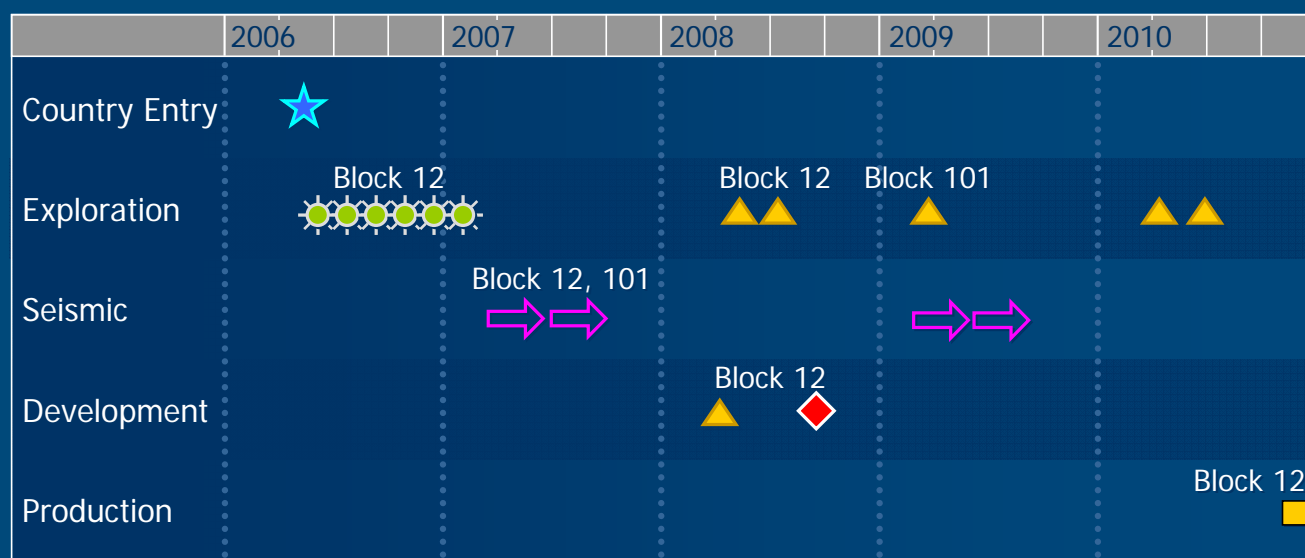 2006 2007 2008 2009 2010
Country Entry
Block 12 Block 12 Block 101
Exploration
Block 12, 101
Seismic
Block 12
Development
Block 12
Production